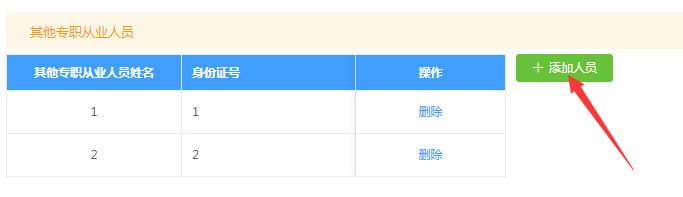 其他专职从业人员
其他专职从业人员姓名 身份证号 操作 + 添加人员
1 1 删除
2 2 删除